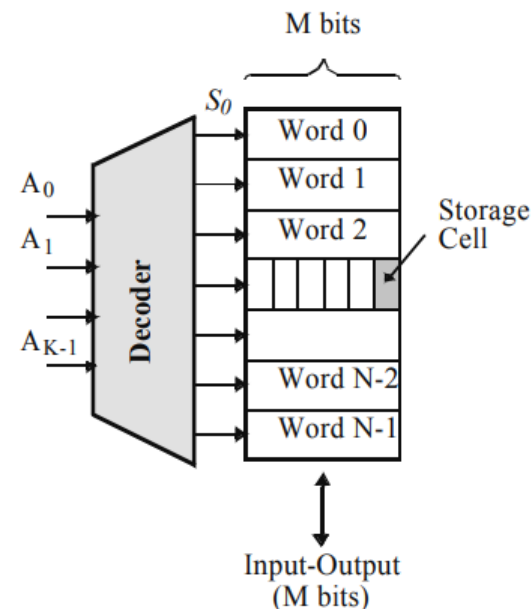 M bits
S0
Word 0
Word 1
Word 2
A0
A1
AK-1
Decoder
Storage
Cell
Word N-2
Word N-1
Input-Output
(M bits)